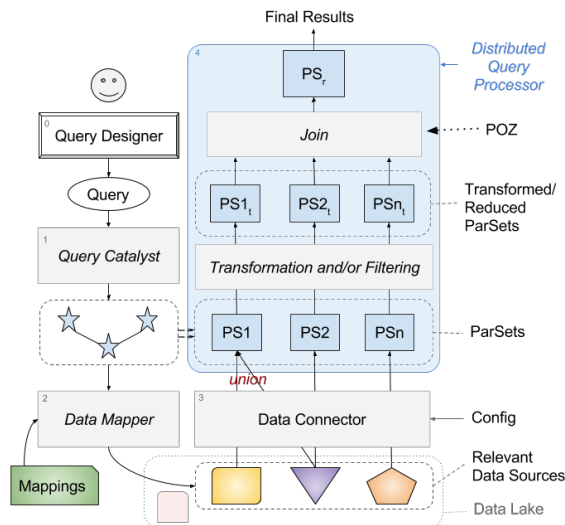 Final Results
4
PSr
Distributed
Query
Processor
0
Query Designer
Join
POZ
Query
PS1t
PS2t
PSnt
Transformed/
Reduced
ParSets
1
Query Catalyst
Transformation and/or Filtering
PS1
PS2
PSn
ParSets
union
2
Data Mapper
3
Data Connector
Config
Mappings
Relevant
Data Sources
Data Lake